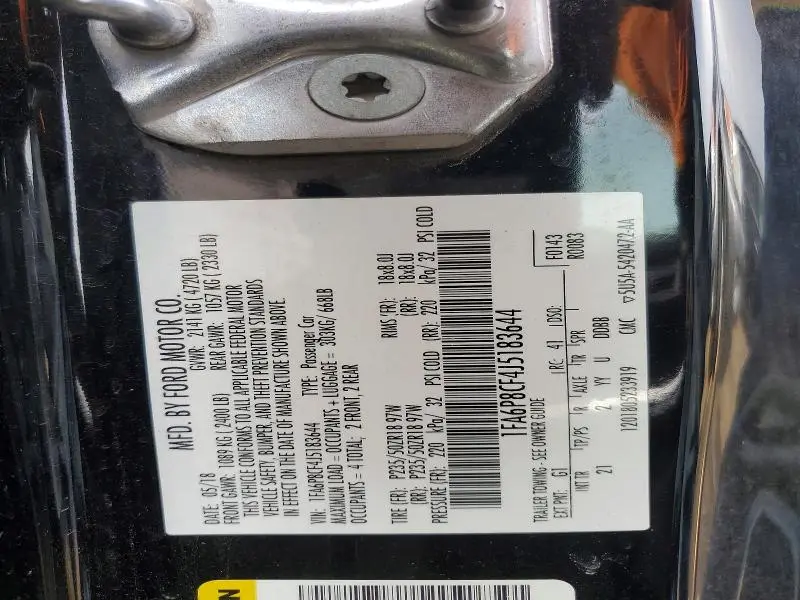 MFD. BY FORD MOTOR CO.
DATE: 05/18 GVWR: 2141 KG ( 4720 LB)
FRONT GAWR: 1089 KG ( 2400 LB) REAR GAWR: 1057 KG ( 2330 LB)
THIS VEHICLE CONFORMS TO ALL APPLICABLE FEDERAL MOTOR
VEHICLE SAFETY, BUMPER, AND THEFT PREVENTION STANDARDS
IN EFFECT ON THE DATE OF MANUFACTURE SHOWN ABOVE.
VIN: 1FA6P8CF4J5183644 TYPE: Passenger Car
MAXIMUM LOAD = OCCUPANTS + LUGGAGE = 303KG/ 668LB
OCCUPANTS = 4 TOTAL; 2 FRONT, 2 REAR
TIRE (FR): P235/50ZR18 97W RIMS (FR): 18x8.0J
(RR): P235/50ZR18 97W (RR): 18x8.0J
PRESSURE (FR): 220 kPa/ 32 PSI COLD (RR): 220 kPa/ 32 PSI COLD
1FA6P8CF4J5183644
TRAILER TOWING - SEE OWNER GUIDE F0143
EXT PNT: G1 RC: 41 DSO: R0083
INT TR TP/PS R AXLE TR SPR
21 2 YY U DDBB
1201805233919 CMC 5U5A-5420472-AA
N